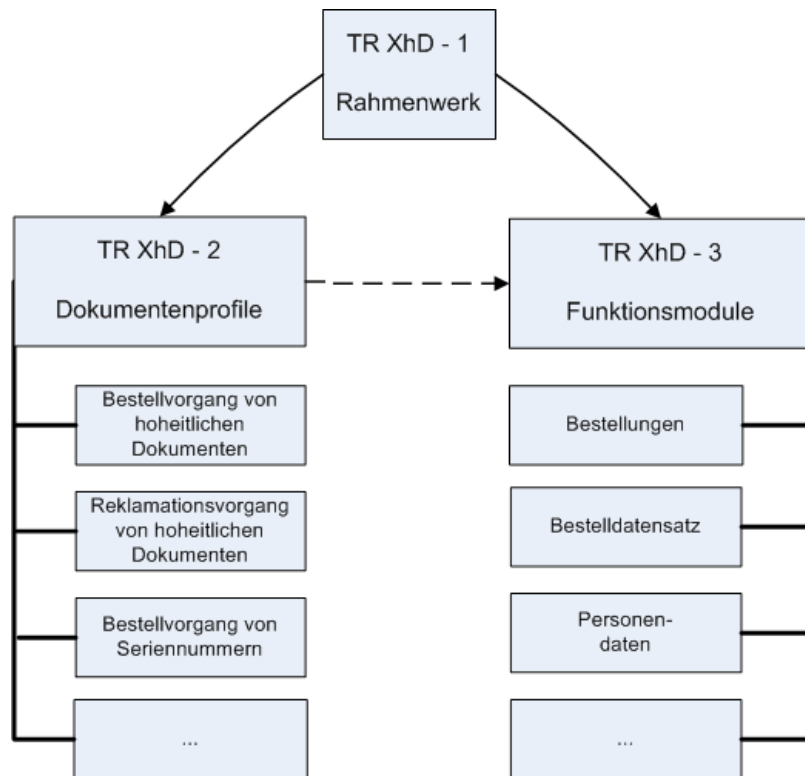 TR XhD - 1
Rahmenwerk
TR XhD - 2
Dokumentenprofile
TR XhD - 3
Funktionsmodule
Bestellvorgang von
hoheitlichen
Dokumenten
Reklamationsvorgang
von hoheitlichen
Dokumenten
Bestellvorgang von
Seriennummern
...
Bestellungen
Bestelldatensatz
Personen-
daten
...